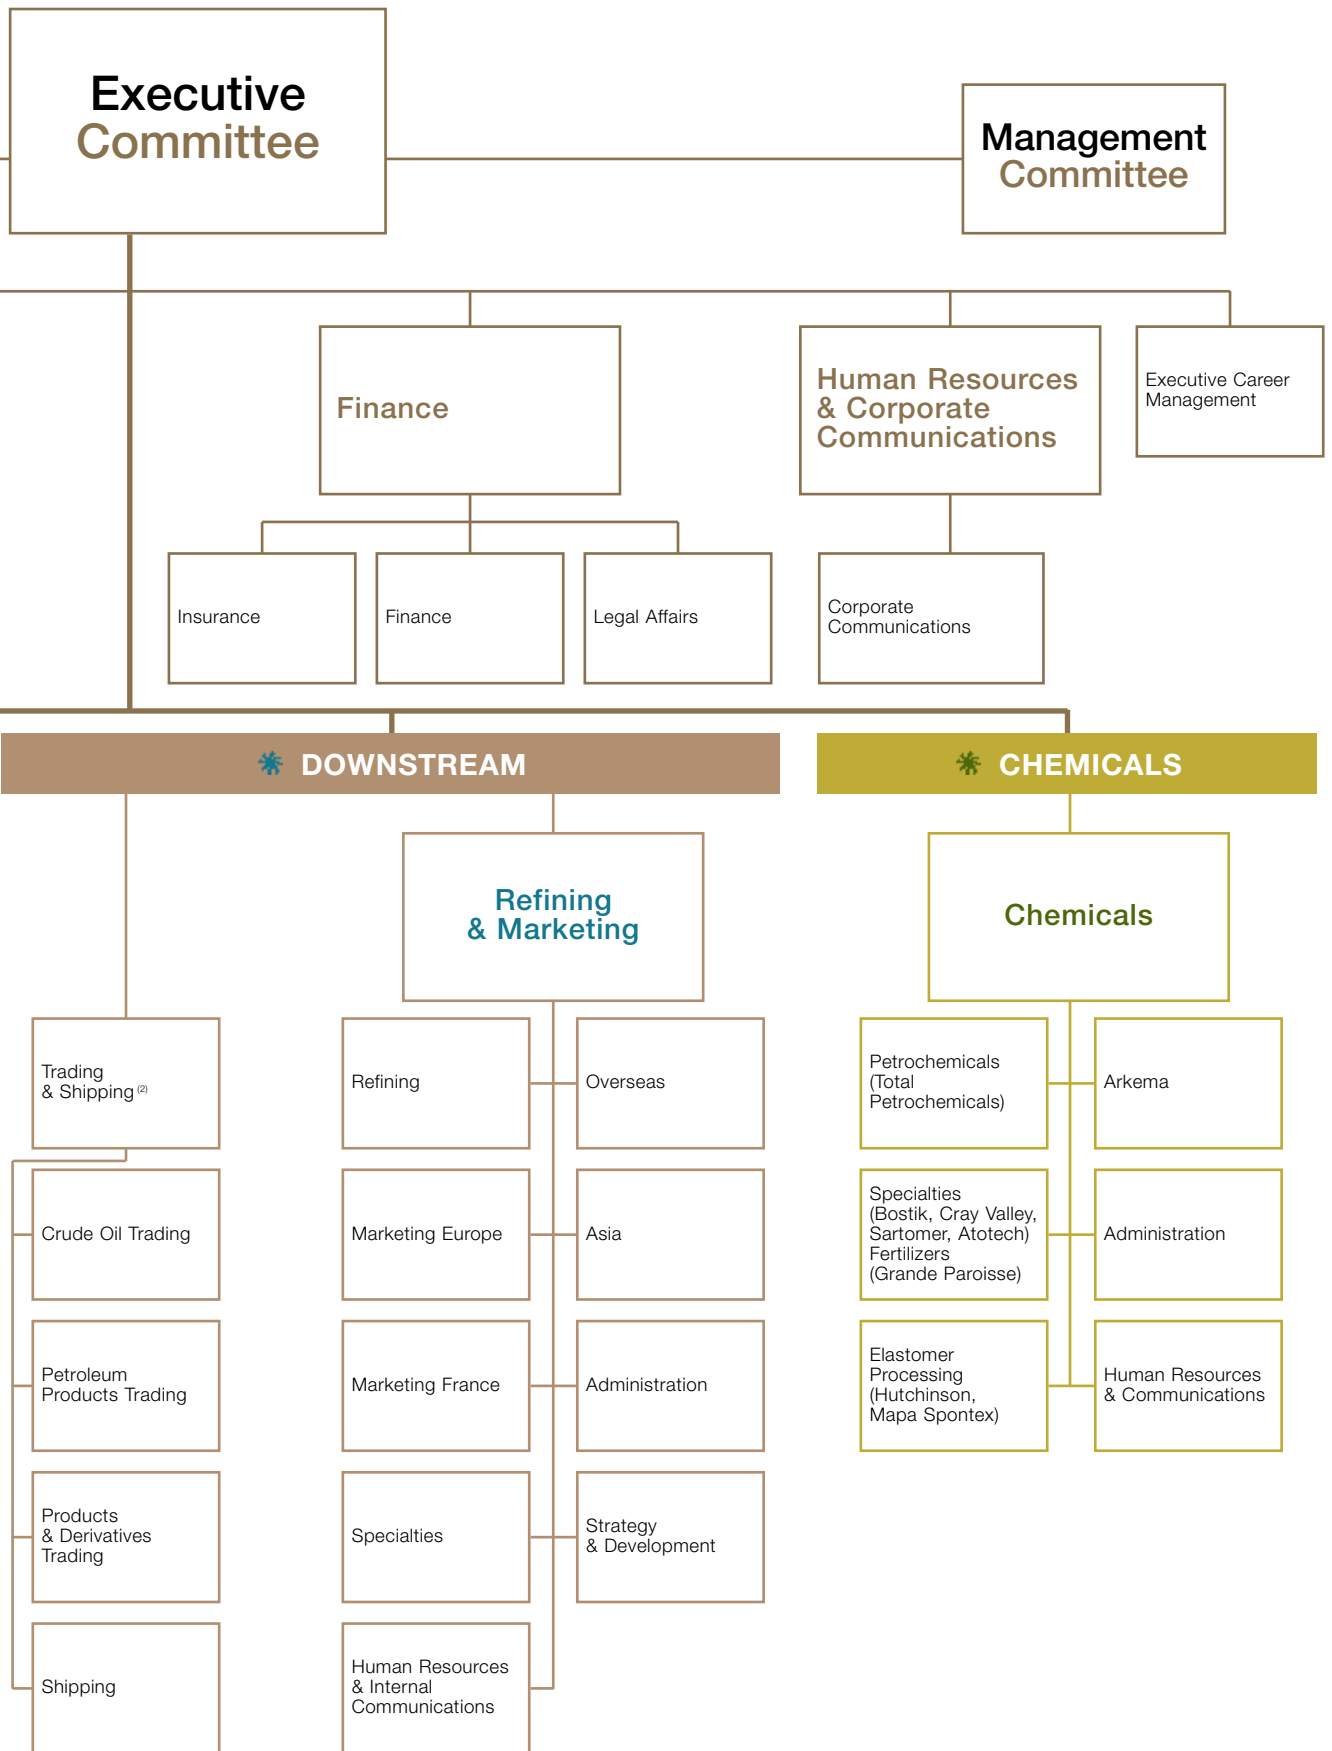 Executive
Committee
Management
Committee
Finance
Human Resources
& Corporate
Communications
Executive Career
Management
Insurance
Finance
Legal Affairs
Corporate
Communications
DOWNSTREAM
CHEMICALS
Refining
& Marketing
Chemicals
Trading
& Shipping (2)
Crude Oil Trading
Petroleum
Products Trading
Products
& Derivatives
Trading
Shipping
Refining
Overseas
Marketing Europe
Asia
Marketing France
Administration
Specialties
Strategy
& Development
Human Resources
& Internal
Communications
Petrochemicals
(Total
Petrochemicals)
Arkema
Specialties
(Bostik, Cray Valley,
Sartomer, Atotech)
Fertilizers
(Grande Paroisse)
Administration
Elastomer
Processing
(Hutchinson,
Mapa Spontex)
Human Resources
& Communications